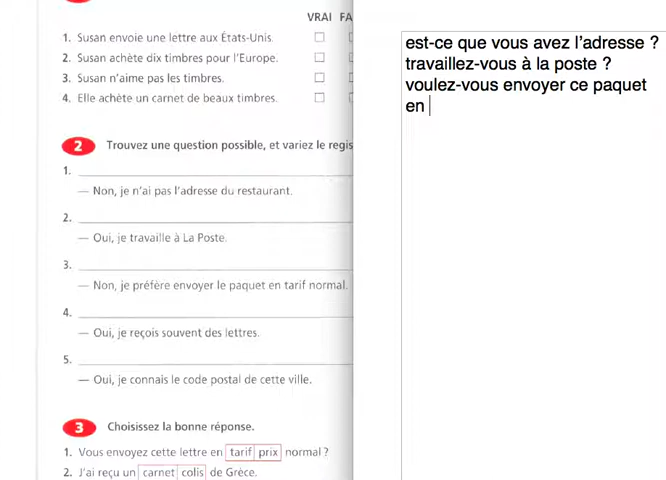 VRAI FA
1. Susan envoie une lettre aux États-Unis.
2. Susan achète dix timbres pour l'Europe.
3. Susan n'aime pas les timbres.
4. Elle achète un carnet de beaux timbres.
2 Trouvez une question possible, et variez le regis
1.
— Non, je n'ai pas l'adresse du restaurant.
2.
— Oui, je travaille à La Poste.
3.
— Non, je préfère envoyer le paquet en tarif normal.
4.
— Oui, je reçois souvent des lettres.
5.
— Oui, je connais le code postal de cette ville.
3 Choisissez la bonne réponse.
1. Vous envoyez cette lettre en tarif prix normal ?
2. J'ai reçu un carnet colis de Grèce.
est-ce que vous avez l'adresse ?
travaillez-vous à la poste ?
voulez-vous envoyer ce paquet
en